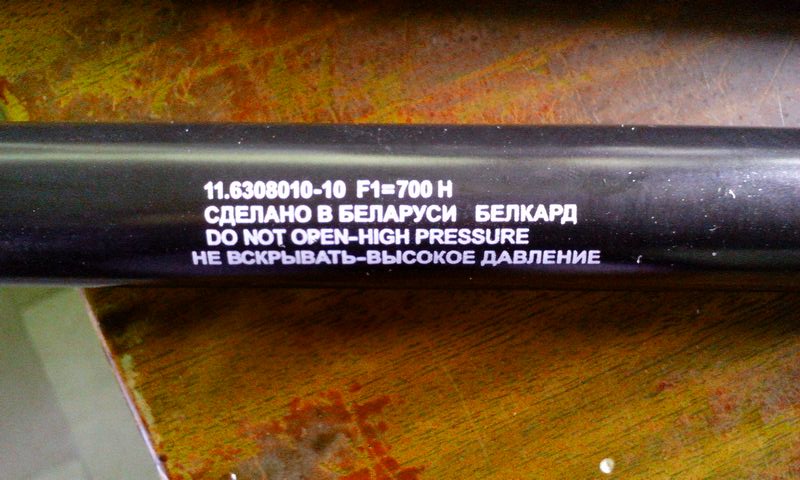 11.6308010-10 F1=700 Н
СДЕЛАНО В БЕЛАРУСИ БЕЛКАРД
DO NOT OPEN-HIGH PRESSURE
НЕ ВСКРЫВАТЬ-ВЫСОКОЕ ДАВЛЕНИЕ